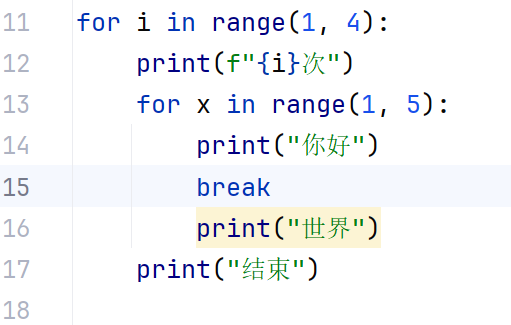 11 for i in range(1, 4):
12     print(f"{i}次")
13     for x in range(1, 5):
14         print("你好")
15         break
16         print("世界")
17     print("结束")
18